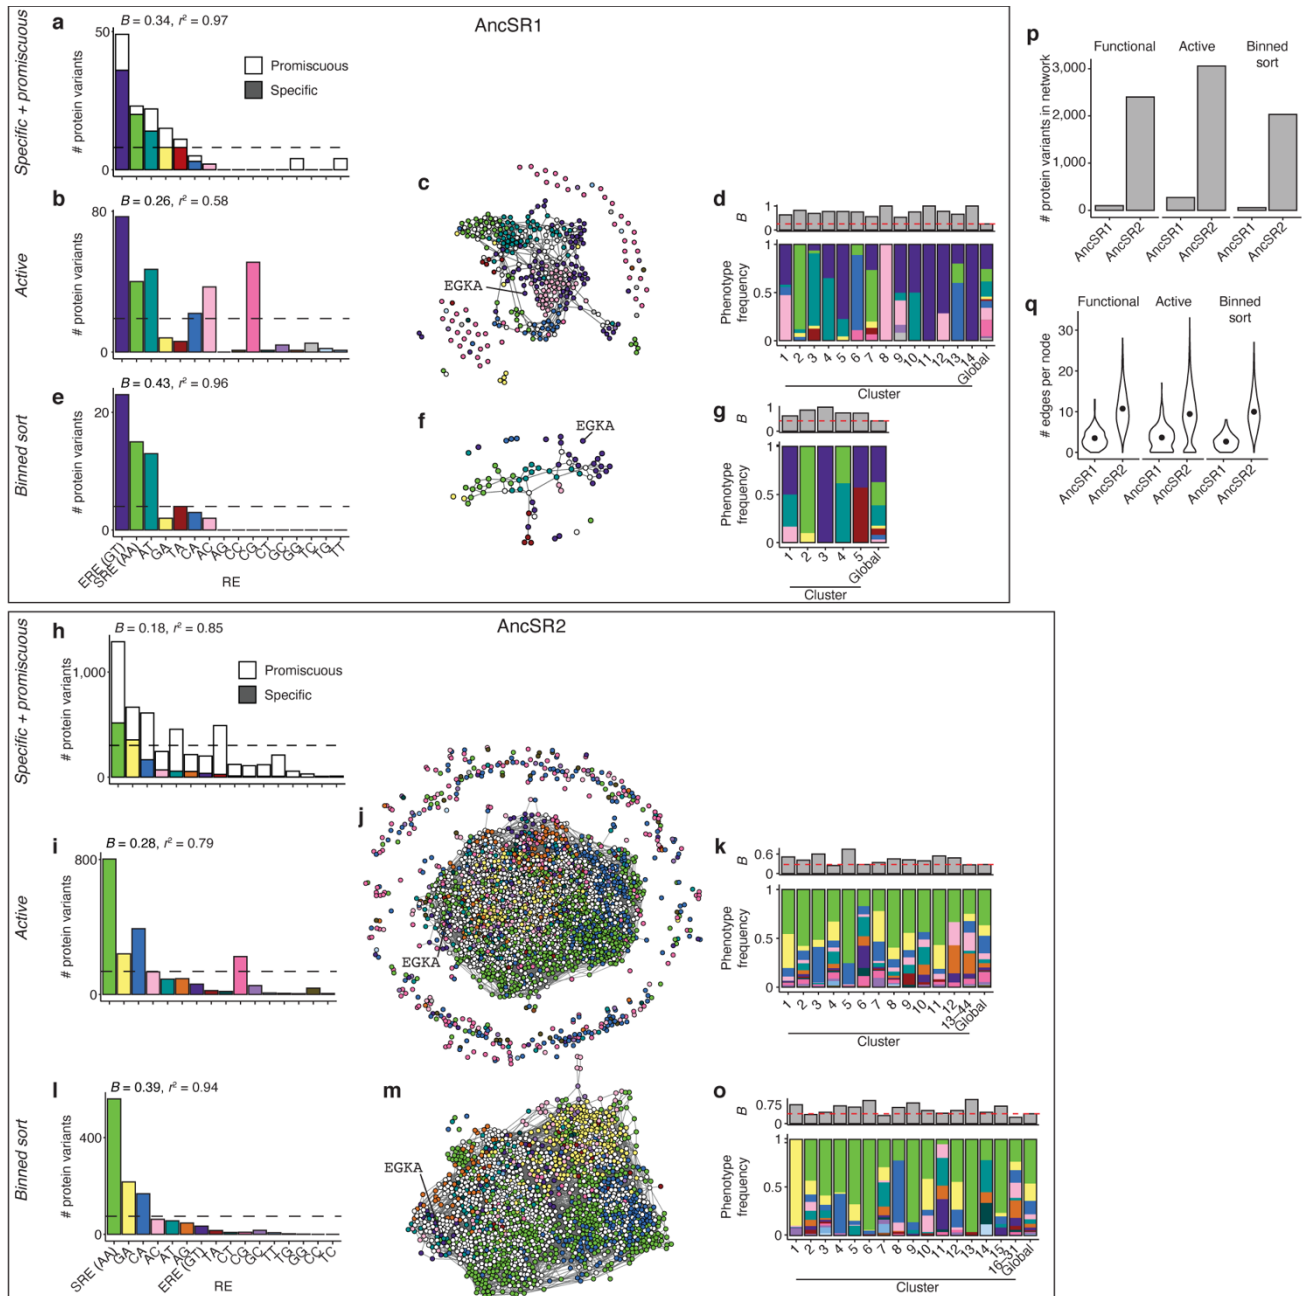 a
B = 0.34, r² = 0.97
AncSR1
Specific + promiscuous
# protein variants
50
0
Promiscuous
Specific
b
B = 0.26, r² = 0.58
Active
# protein variants
80
0
c
EGKA
d
B
1
0
Phenotype
frequency
1
0.5
0
1 2 3 4 5 6 7 8 9 10 11 12 13 14 Global
Cluster
e
B = 0.43, r² = 0.96
Binned sort
# protein variants
20
0
ERE (GT) SRE (AA) AT GA TA CA AC AG CC CG CT GC GG TC TG TT
RE
f
EGKA
g
B
1
0
Phenotype
frequency
1
0.5
0
1 2 3 4 5 Global
Cluster
p
Functional Active Binned
sort
# protein variants in network
3,000
2,000
1,000
0
AncSR1 AncSR2 AncSR1 AncSR2 AncSR1 AncSR2
q
Functional Active Binned
sort
# edges per node
30
20
10
0
AncSR1 AncSR2 AncSR1 AncSR2 AncSR1 AncSR2
h
B = 0.18, r² = 0.85
AncSR2
Specific + promiscuous
# protein variants
1,000
0
Promiscuous
Specific
i
B = 0.28, r² = 0.79
Active
# protein variants
800
0
j
EGKA
k
B
0.6
0
Phenotype
frequency
1
0.5
0
1 2 3 4 5 6 7 8 9 10 11 12 13–44 Global
Cluster
l
B = 0.39, r² = 0.94
Binned sort
# protein variants
400
0
SRE (AA) GA CA AC AT AG ERE (GT) TA CT CG GC TT TG GG CC TC
RE
m
EGKA
o
B
0.75
0
Phenotype
frequency
1
0.5
0
1 2 3 4 5 6 7 8 9 10 11 12 13 14 15 16–31 Global
Cluster